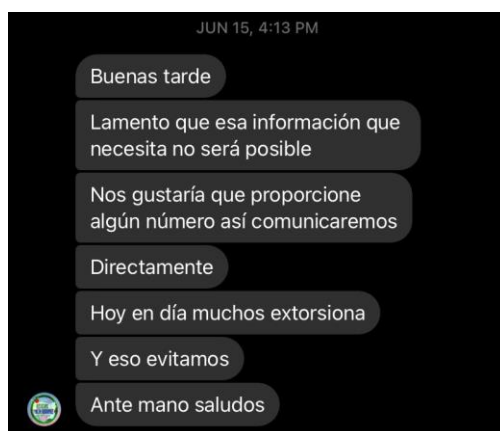 JUN 15, 4:13 PM
Buenas tarde
Lamento que esa información que
necesita no será posible
Nos gustaría que proporcione
algún número así comunicaremos
Directamente
Hoy en día muchos extorsiona
Y eso evitamos
Ante mano saludos